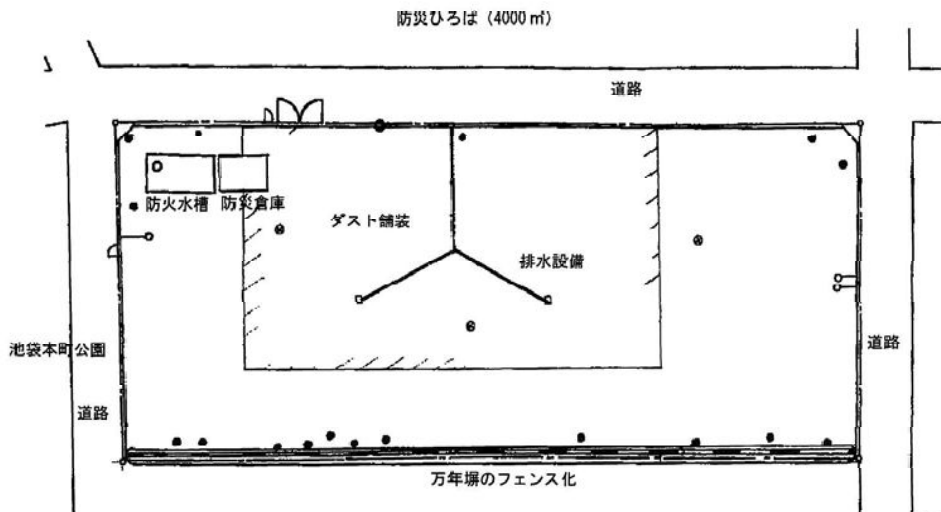 防災ひろば（4000㎡）
道路
防火水槽
防災倉庫
ダスト舗装
排水設備
池袋本町公園
道路
道路
万年塀のフェンス化